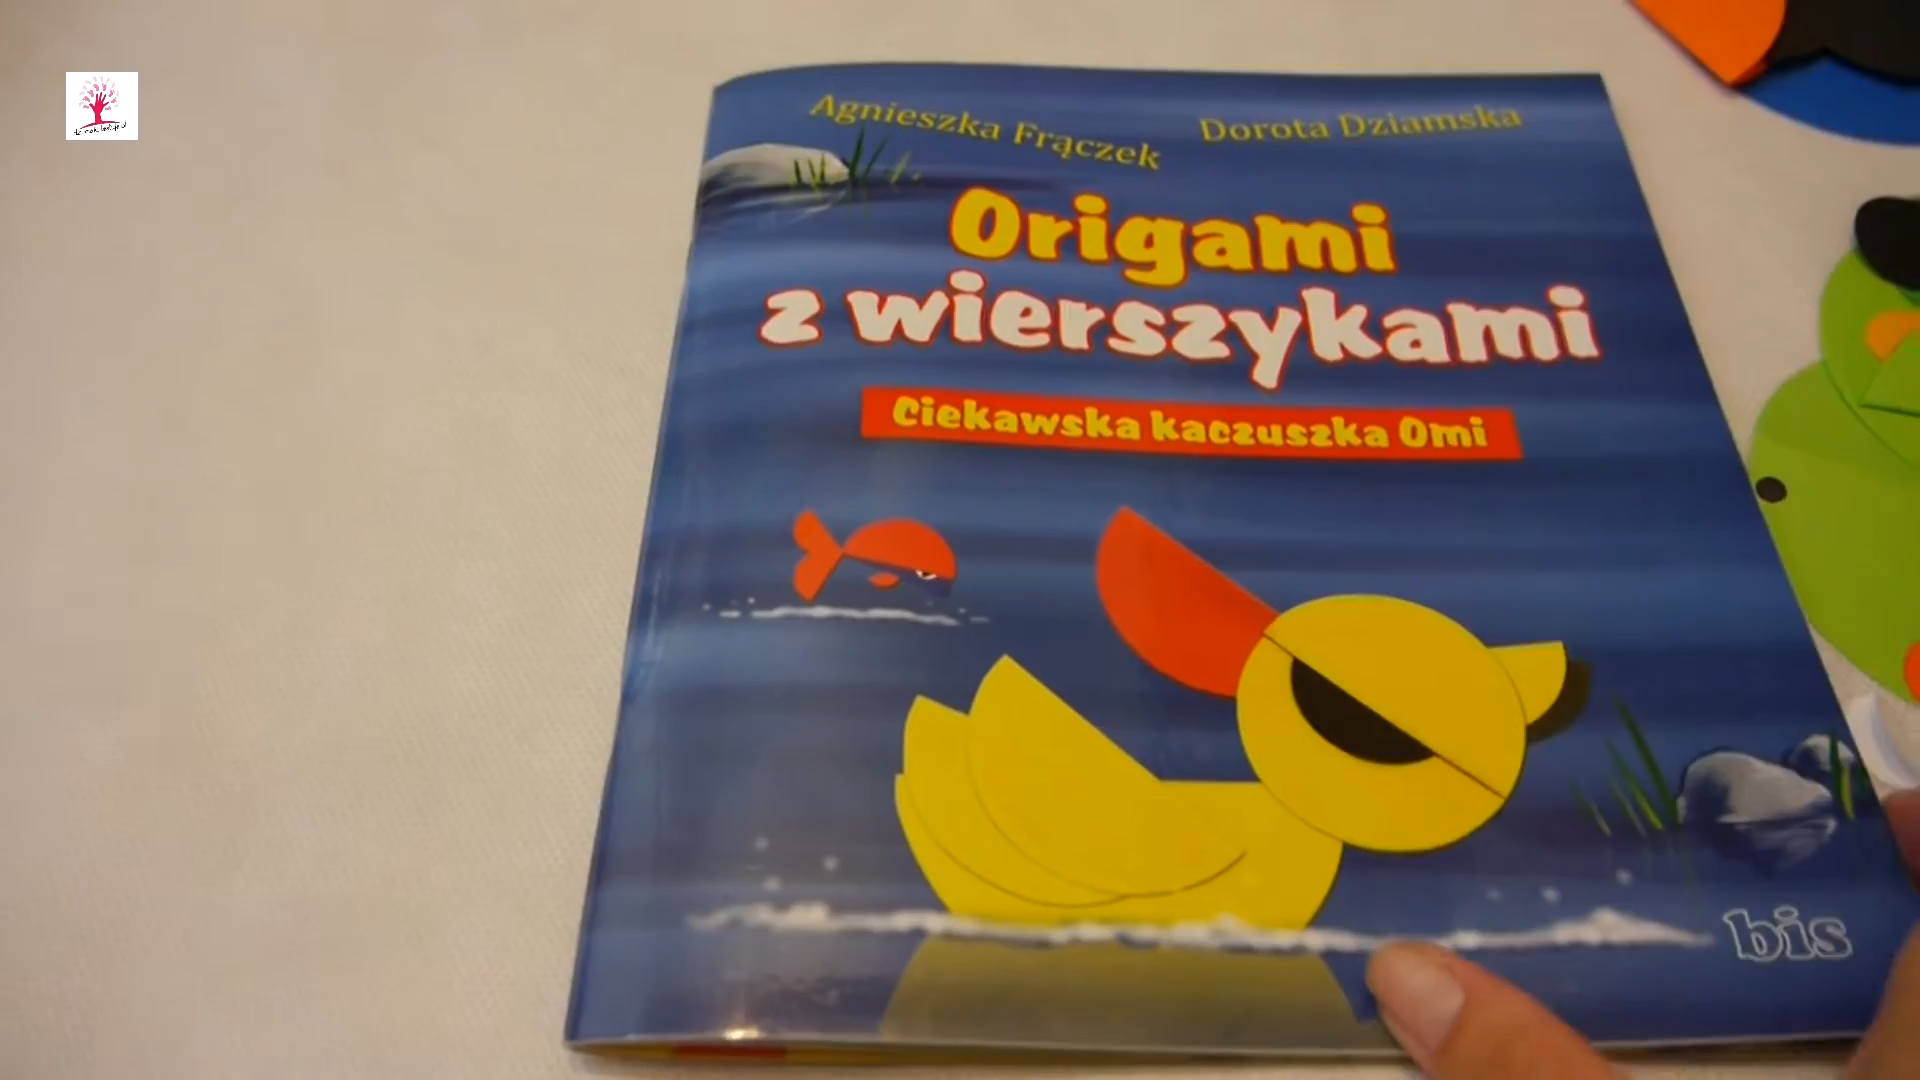 Agnieszka Frączek
Dorota Dziamska
Origami
z wierszykami
Ciekawska kaczuszka Omi
bis